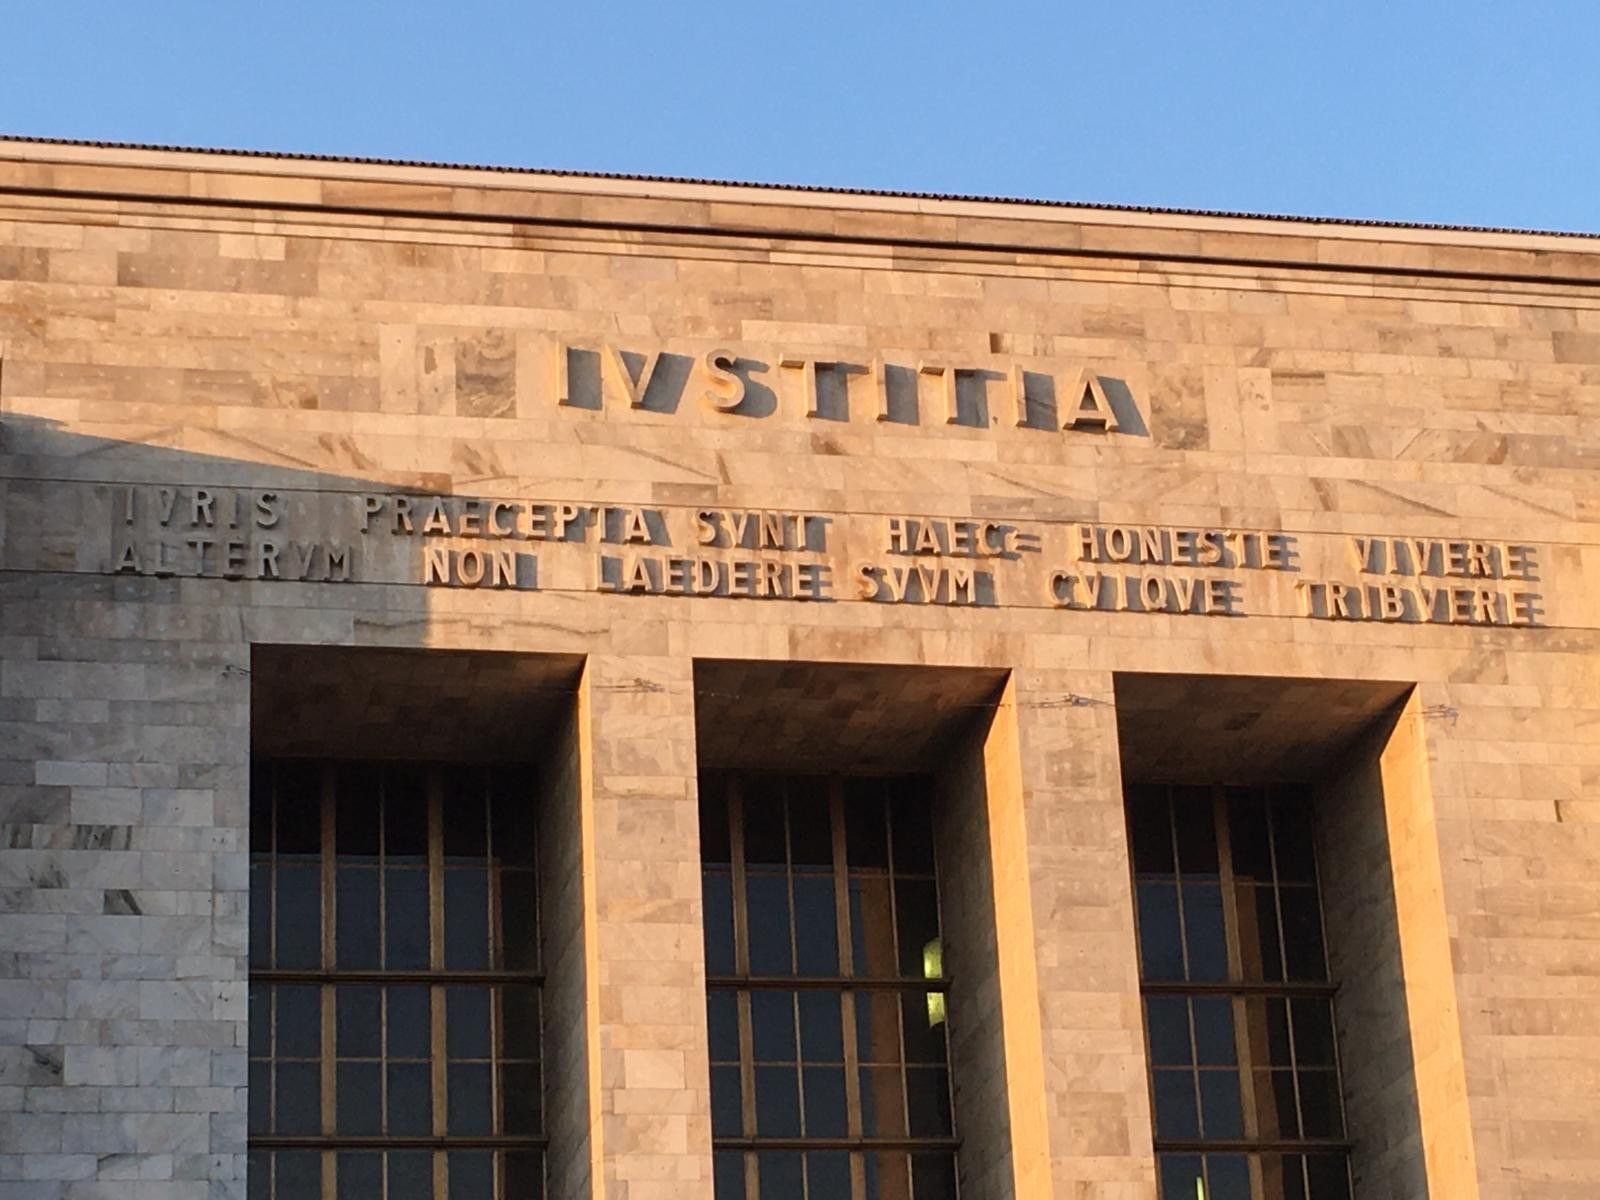 IVSTITIA
IVRIS PRAECEPTA SVNT HAEC= HONESTE VIVERE
ALTERVM NON LAEDERE SVVM CVIQVE TRIBVERE